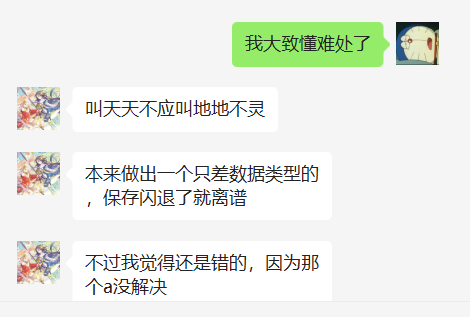 我大致懂难处了
叫天天不应叫地地不灵
本来做出一个只差数据类型的
，保存闪退了就离谱
不过我觉得还是错的，因为那
个a没解决